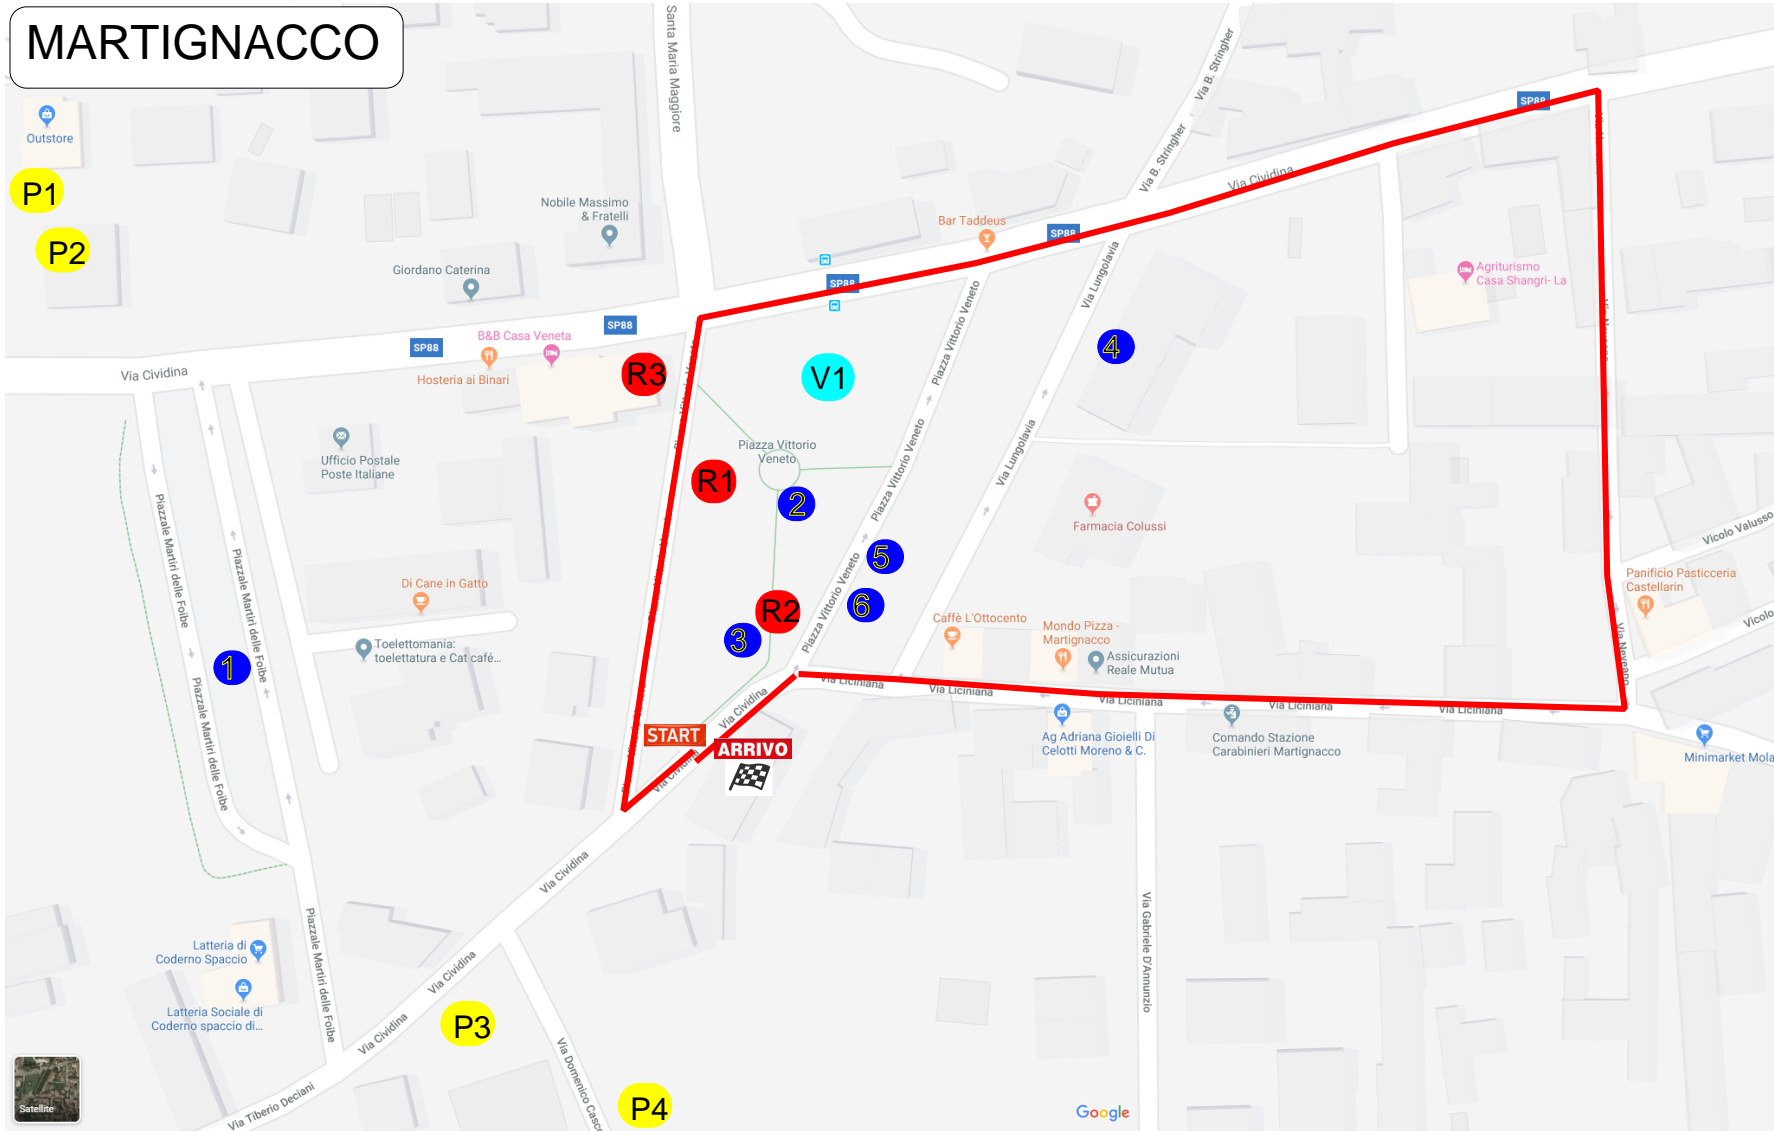 MARTIGNACCO
Santa Maria Maggiore
Via B. Stringher
Outstore
P1
P2
SP88
Via B. Stringher
Via Cividina
Nobile Massimo
& Fratelli
Bar Taddeus
SP88
Giordano Caterina
SP88
Via Lungolavia
Agriturismo
Casa Shangri- La
SP88
B&B Casa Veneta
SP88
Via Cividina
Hosteria ai Binari
R3
V1
Piazza Vittorio Veneto
4
Ufficio Postale
Poste Italiane
Piazza Vittorio
Veneto
R1
2
Piazza Vittorio Veneto
Via Lungolavia
Farmacia Colussi
Vicolo Valusso
Piazzale Martiri delle Foibe
Piazzale Martiri delle Foibe
Di Cane in Gatto
5
6
Piazza Vittorio Veneto
Panificio Pasticceria
Castellarin
Caffè L'Ottocento
R2
3
Mondo Pizza -
Martignacco
Vicolo
Toelettomania:
toelettatura e Cat café...
Assicurazioni
Reale Mutua
1
Via Neveano
Via Liciniana
Via Liciniana
Via Liciniana
Via Liciniana
Via Liciniana
Piazzale Martiri delle Foibe
Via Cividina
START
ARRIVO
Via Cividina
Ag Adriana Gioielli Di
Celotti Moreno & C.
Comando Stazione
Carabinieri Martignacco
Minimarket Mola
Via Cividina
Via Gabriele D'Annunzio
Piazzale Martiri delle Foibe
Latteria di
Coderno Spaccio
Via Cividina
Latteria Sociale di
Coderno spaccio di...
P3
Via Cividina
Via Domenico Casco
P4
Via Tiberio Deciani
Satellite
Google